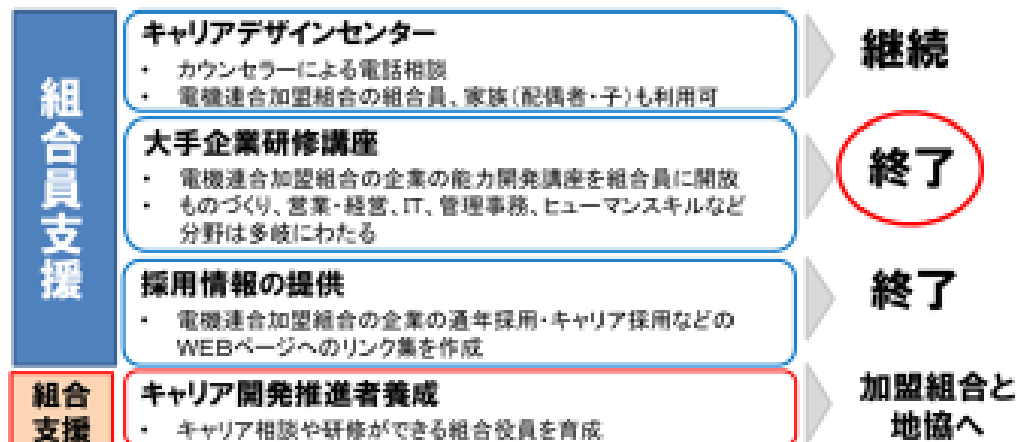 組合員支援
キャリアデザインセンター
・ カウンセラーによる電話相談
・ 電機連合加盟組合の組合員、家族（配偶者・子）も利用可
継続
大手企業研修講座
・ 電機連合加盟組合の企業の能力開発講座を組合員に開放
・ ものづくり、営業・経営、IT、管理事務、ヒューマンスキルなど
分野は多岐にわたる
終了
採用情報の提供
・ 電機連合加盟組合の企業の通年採用・キャリア採用などの
WEBページへのリンク集を作成
終了
組合
支援
キャリア開発推進者養成
・ キャリア相談や研修ができる組合役員を育成
加盟組合と
地協へ